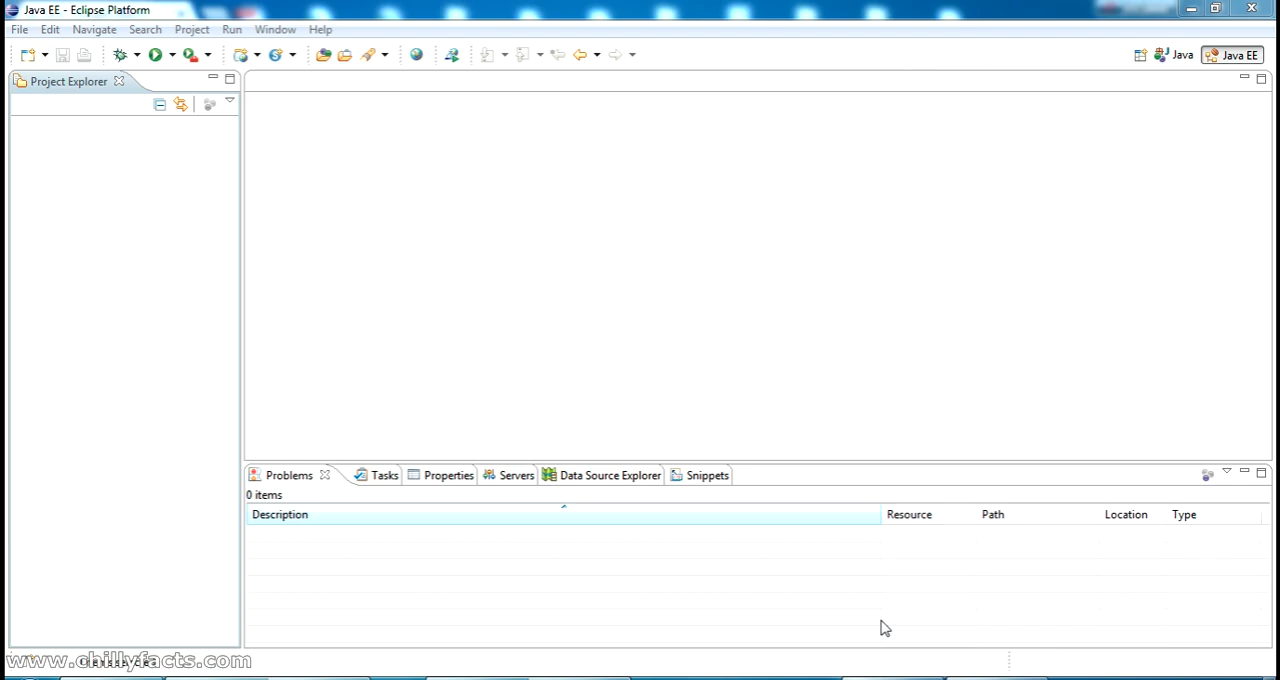 Java EE - Eclipse Platform
File Edit Navigate Search Project Run Window Help
Java Java EE
Project Explorer
Problems Tasks Properties Servers Data Source Explorer Snippets
0 items
Description Resource Path Location Type
www.chillyfacts.com